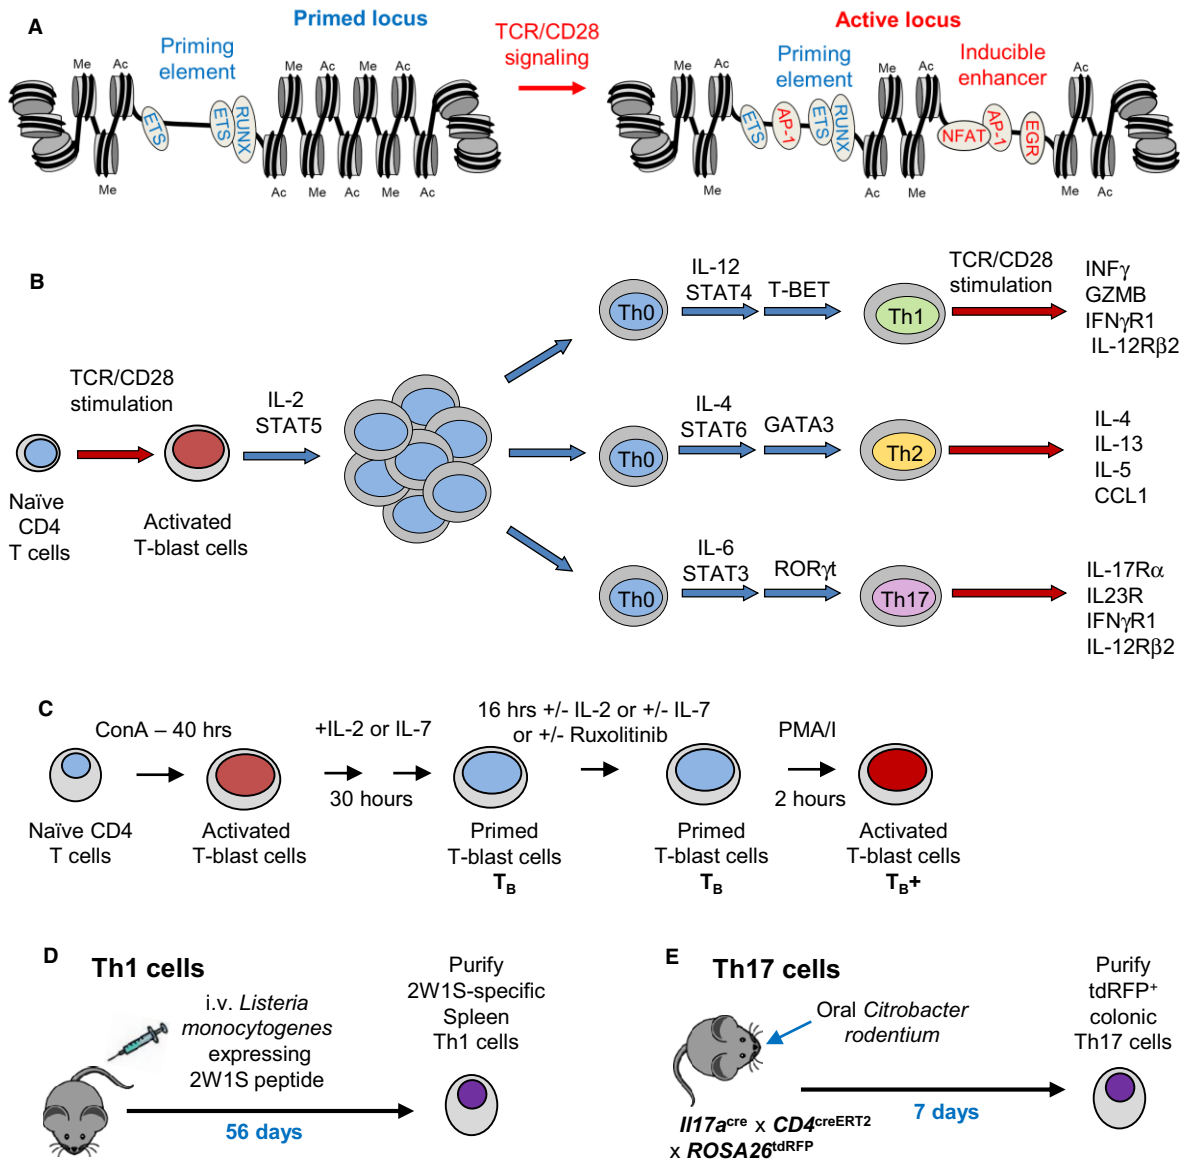 A
Primed locus
Priming
element
Me
Ac
Me
Ac
Me
Ac
ETS
ETS
RUNX
Me
Ac
Me
Ac
Me
Ac
TCR/CD28
signaling
Active locus
Priming
element
Inducible
enhancer
Me
Ac
Me
Ac
Ac
ETS
AP-1
ETS
RUNX
NFAT
AP-1
EGR
Me
Ac
Me
Me
Ac
B
Naïve
CD4
T cells
TCR/CD28
stimulation
Activated
T-blast cells
IL-2
STAT5
Th0
IL-12
STAT4
T-BET
Th1
TCR/CD28
stimulation
INFγ
GZMB
IFNγR1
IL-12Rβ2
Th0
IL-4
STAT6
GATA3
Th2
IL-4
IL-13
IL-5
CCL1
Th0
IL-6
STAT3
RORγt
Th17
IL-17Rα
IL23R
IFNγR1
IL-12Rβ2
C
Naïve CD4
T cells
ConA – 40 hrs
Activated
T-blast cells
+IL-2 or IL-7
30 hours
Primed
T-blast cells
TB
16 hrs +/- IL-2 or +/- IL-7
or +/- Ruxolitinib
Primed
T-blast cells
TB
PMA/I
2 hours
Activated
T-blast cells
TB+
D
Th1 cells
i.v. Listeria
monocytogenes
expressing
2W1S peptide
56 days
Purify
2W1S-specific
Spleen
Th1 cells
E
Th17 cells
Oral Citrobacter
rodentium
7 days
Il17acre x CD4creERT2
x ROSA26tdRFP
Purify
tdRFP+
colonic
Th17 cells